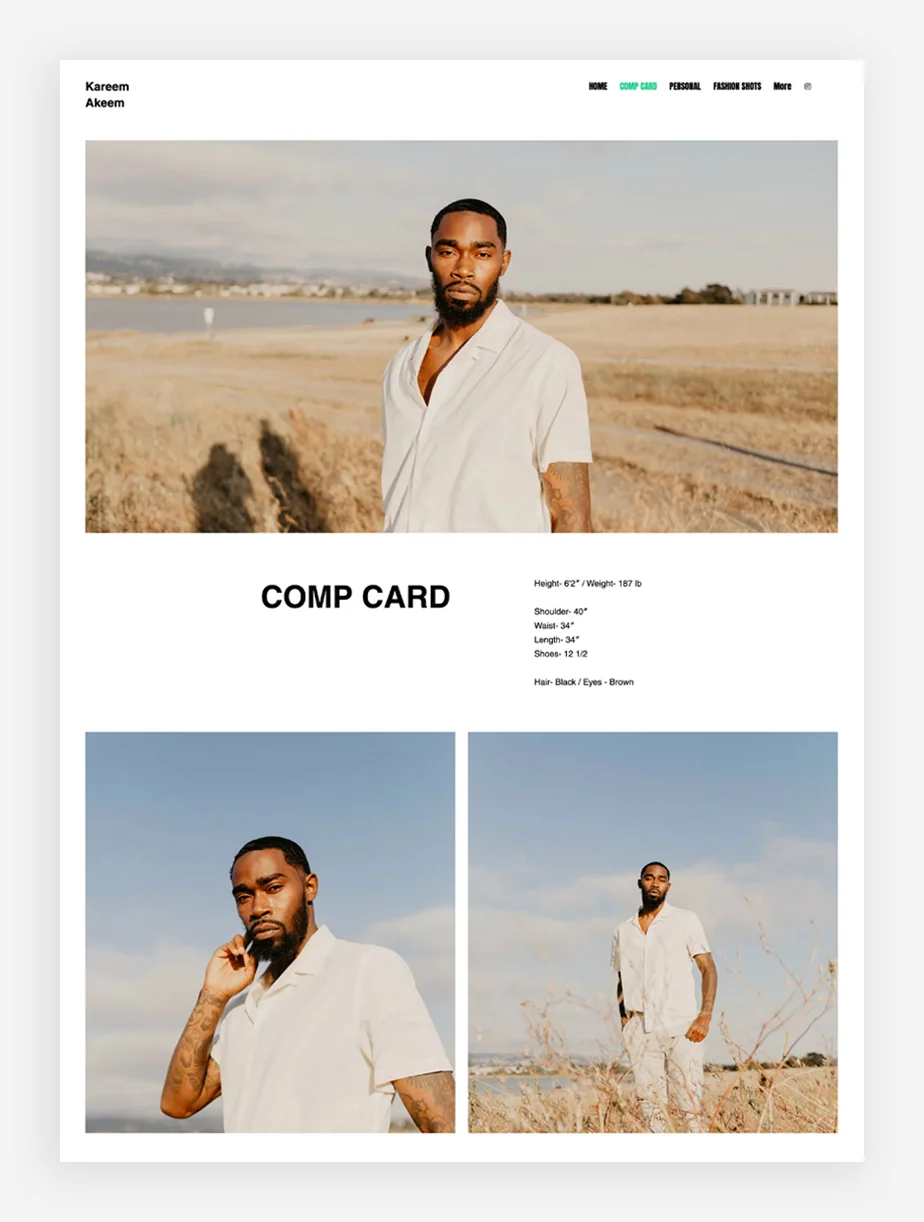 Kareem
Akeem
HOME COMP CARD PERSONAL FASHION SHOTS More
COMP CARD
Height- 6'2" / Weight- 187 lb
Shoulder- 40"
Waist- 34"
Length- 34"
Shoes- 12 1/2
Hair- Black / Eyes - Brown